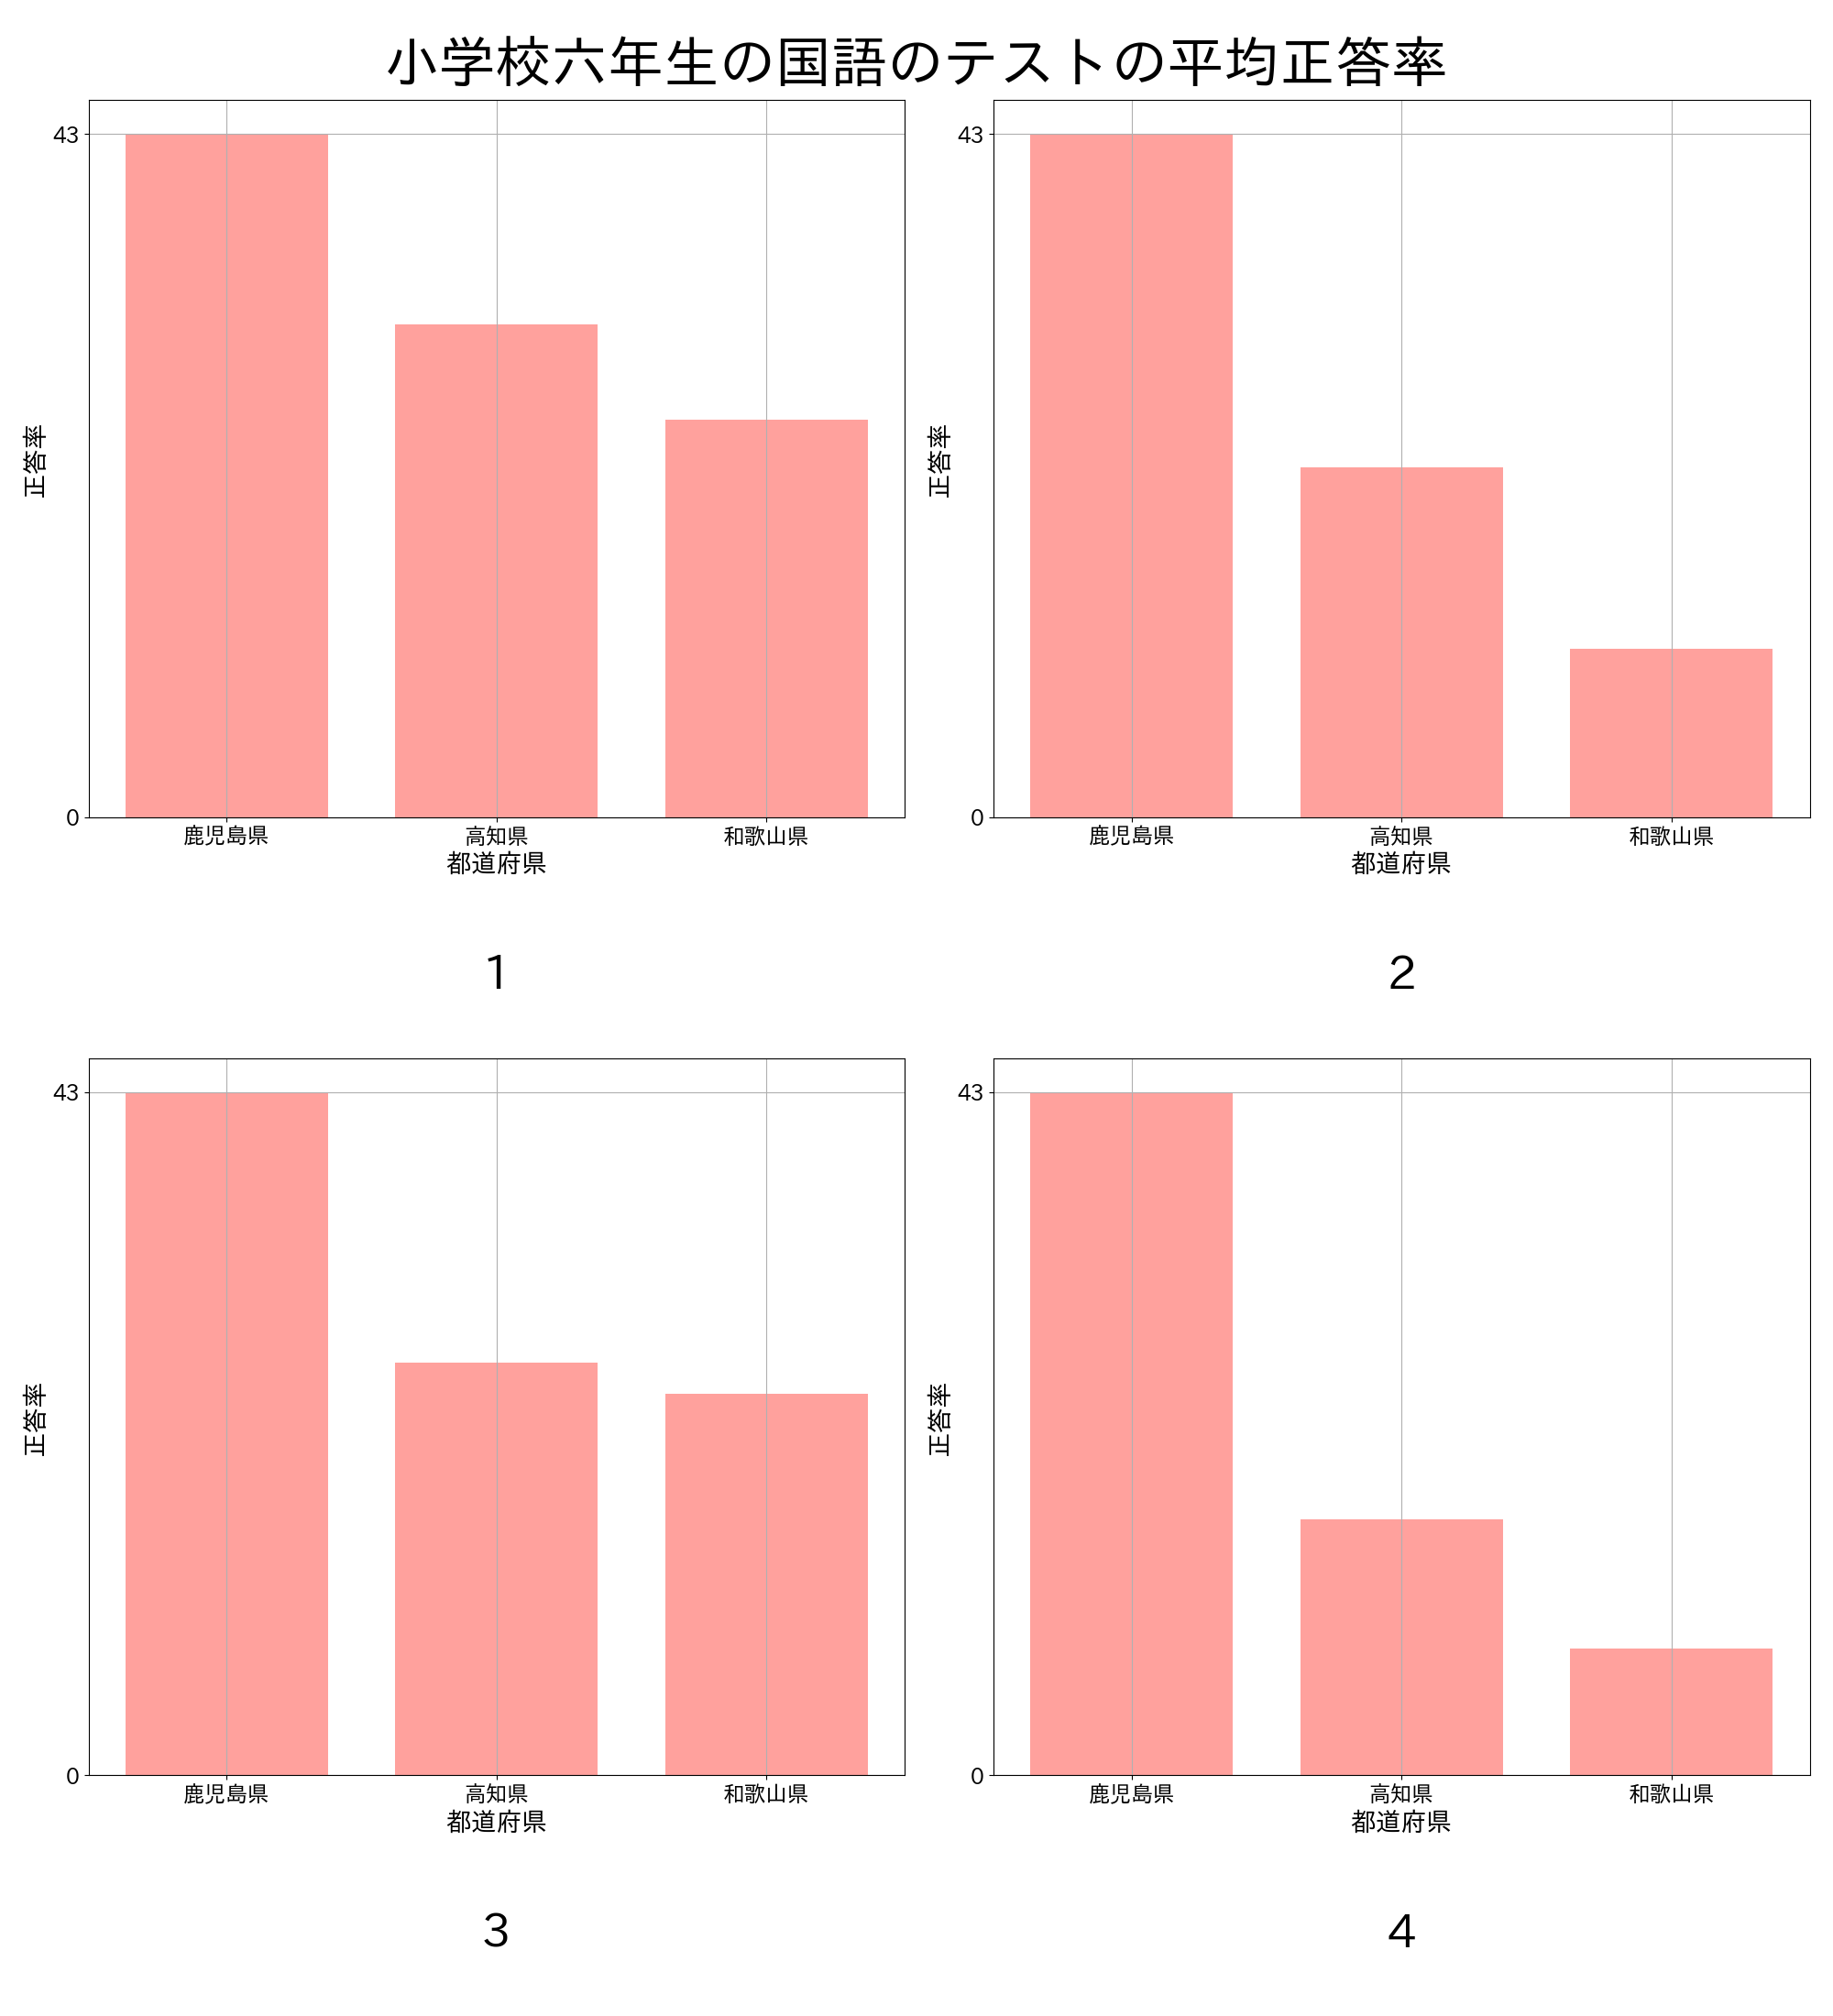 小学校六年生の国語のテストの平均正答率
43
正答率
0
鹿児島県 高知県 和歌山県
都道府県
1
43
正答率
0
鹿児島県 高知県 和歌山県
都道府県
2
43
正答率
0
鹿児島県 高知県 和歌山県
都道府県
3
43
正答率
0
鹿児島県 高知県 和歌山県
都道府県
4